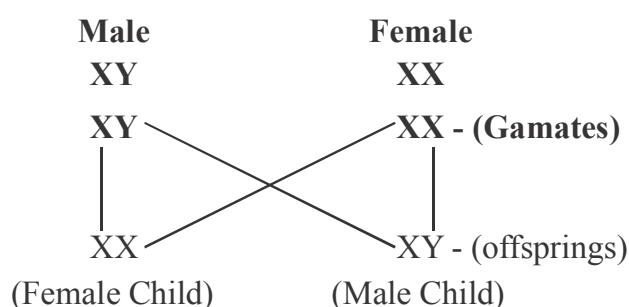 Male Female
XY XX
XY XX - (Gamates)
XX XY - (offsprings)
(Female Child) (Male Child)